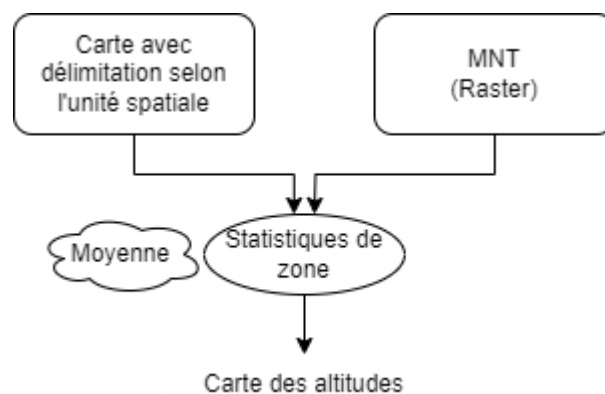 Carte avec
délimitation selon
l'unité spatiale
MNT
(Raster)
Moyenne
Statistiques de
zone
Carte des altitudes